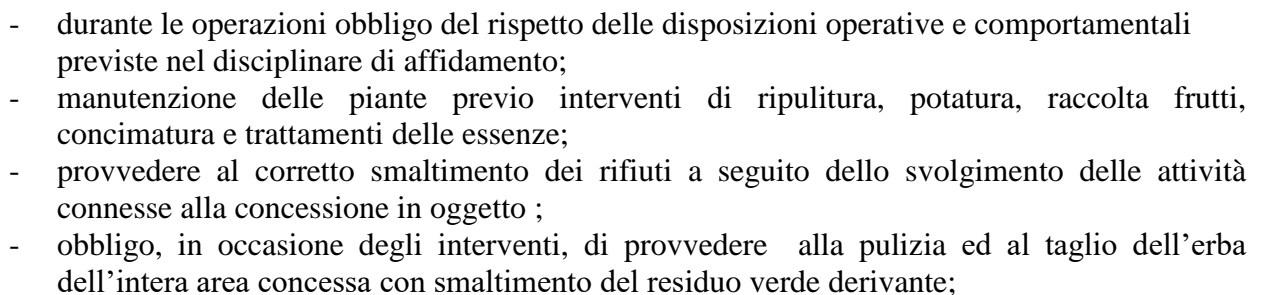 - durante le operazioni obbligo del rispetto delle disposizioni operative e comportamentali
previste nel disciplinare di affidamento;
- manutenzione delle piante previo interventi di ripulitura, potatura, raccolta frutti,
concimatura e trattamenti delle essenze;
- provvedere al corretto smaltimento dei rifiuti a seguito dello svolgimento delle attività
connesse alla concessione in oggetto ;
- obbligo, in occasione degli interventi, di provvedere alla pulizia ed al taglio dell’erba
dell’intera area concessa con smaltimento del residuo verde derivante;